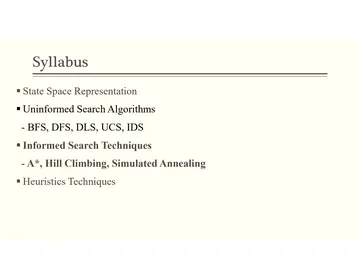 Syllabus
▪ State Space Representation
▪ Uninformed Search Algorithms
- BFS, DFS, DLS, UCS, IDS
▪ Informed Search Techniques
- A*, Hill Climbing, Simulated Annealing
▪ Heuristics Techniques